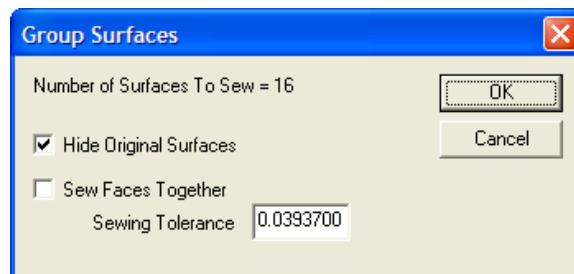 Group Surfaces
Number of Surfaces To Sew = 16
OK
Hide Original Surfaces
Cancel
Sew Faces Together
Sewing Tolerance 0.0393700